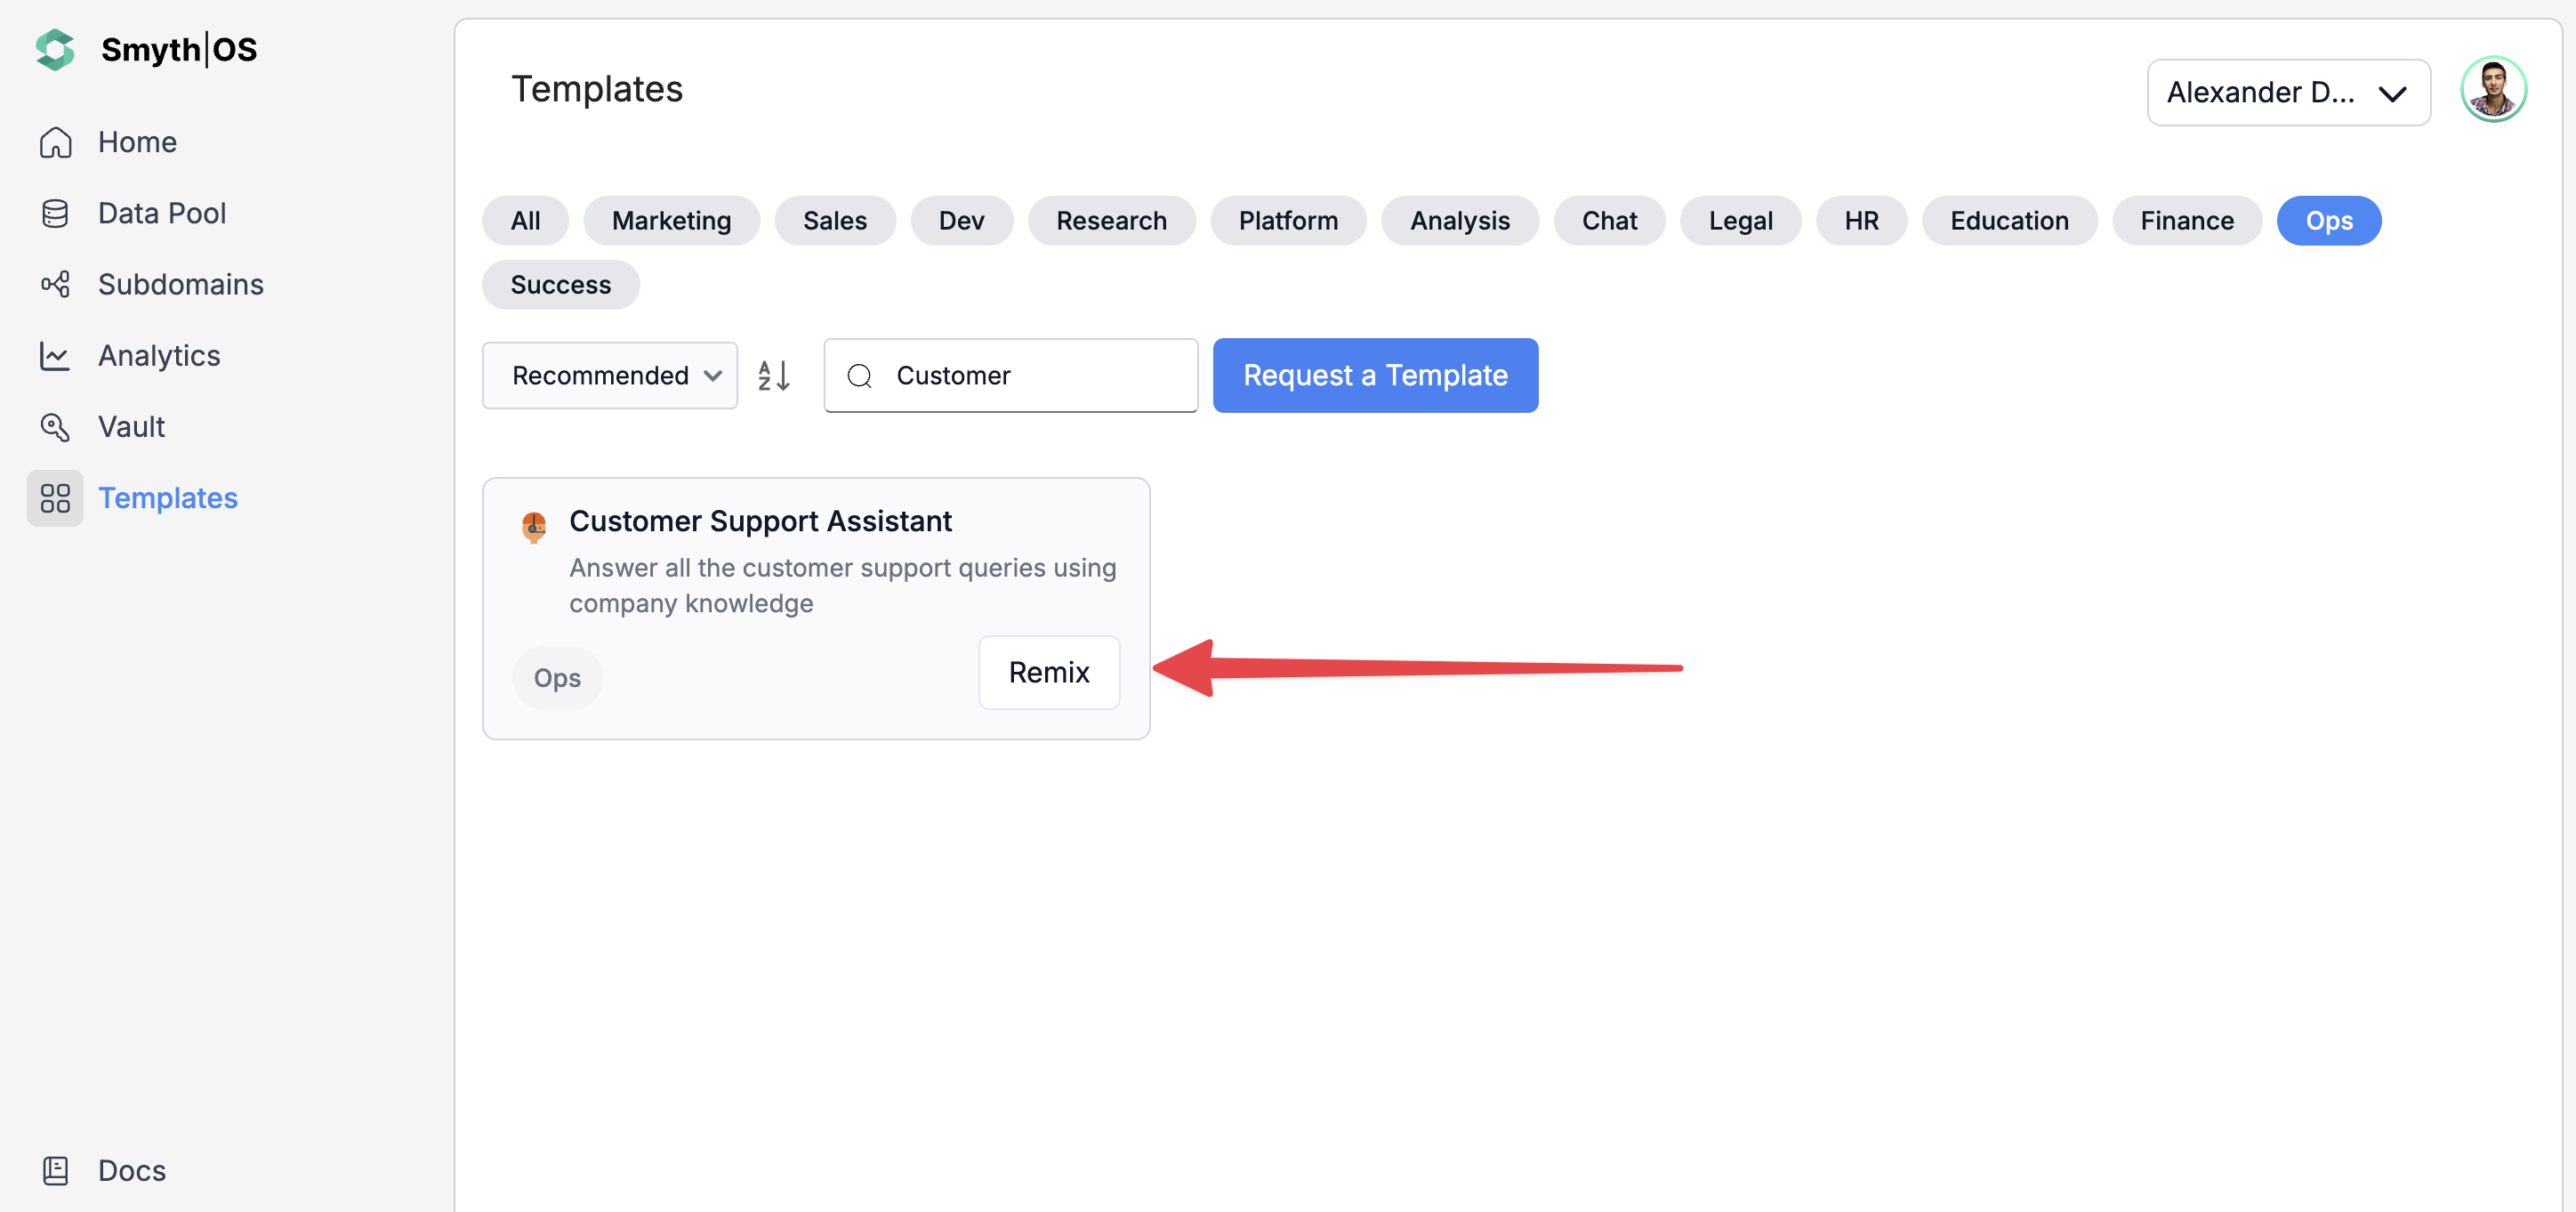 Smyth|OS
Home
Data Pool
Subdomains
Analytics
Vault
Templates
Docs
Templates
Alexander D...
All Marketing Sales Dev Research Platform Analysis Chat Legal HR Education Finance Ops
Success
Recommended Customer Request a Template
Customer Support Assistant
Answer all the customer support queries using
company knowledge
Ops Remix